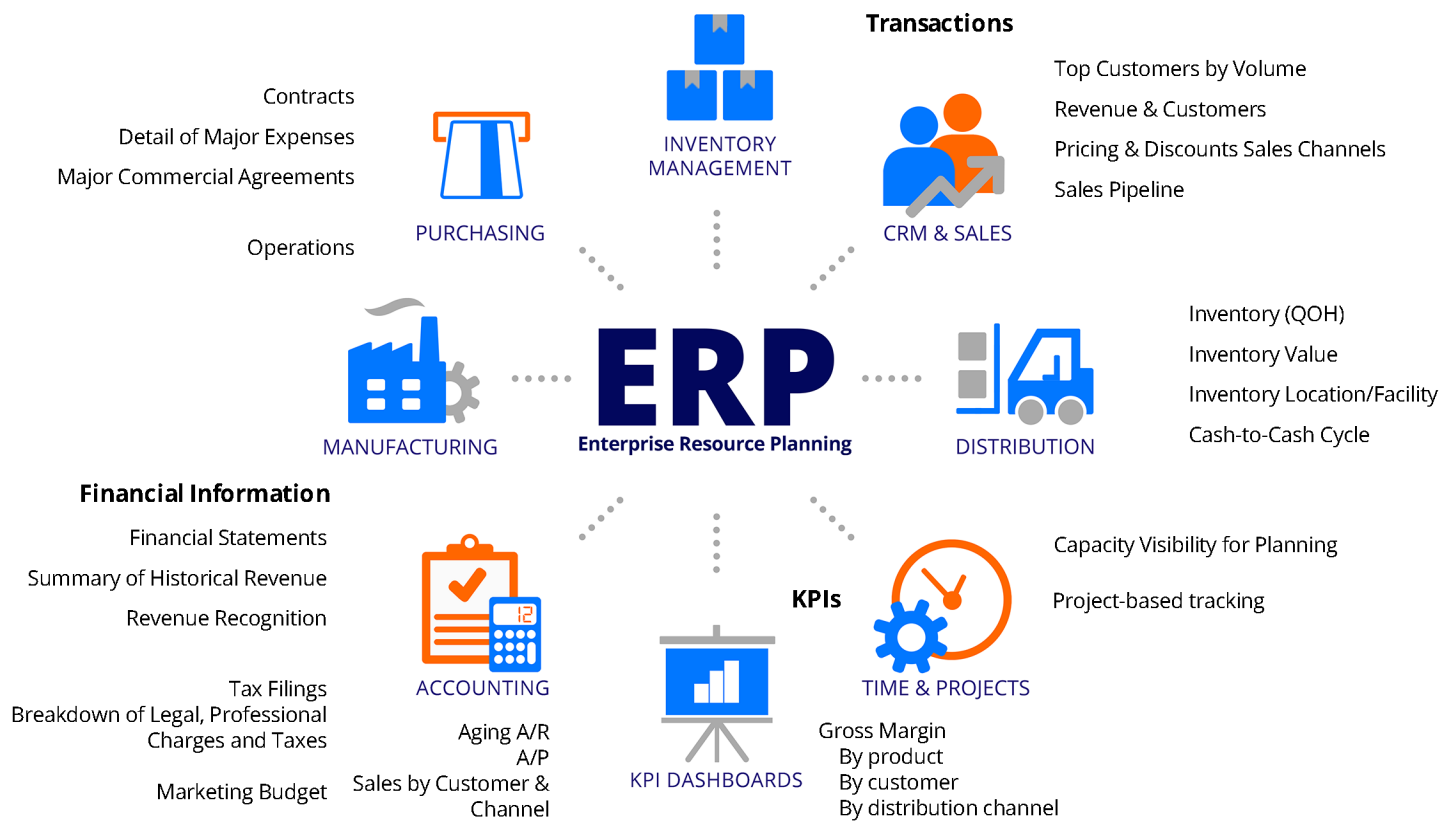 Transactions
Contracts
Detail of Major Expenses
Major Commercial Agreements
PURCHASING
INVENTORY
MANAGEMENT
Top Customers by Volume
Revenue & Customers
Pricing & Discounts Sales Channels
Sales Pipeline
CRM & SALES
Operations
MANUFACTURING
ERP
Enterprise Resource Planning
DISTRIBUTION
Inventory (QOH)
Inventory Value
Inventory Location/Facility
Cash-to-Cash Cycle
Financial Information
Financial Statements
Summary of Historical Revenue
Revenue Recognition
Tax Filings
Breakdown of Legal, Professional
Charges and Taxes
Marketing Budget
12
ACCOUNTING
Aging A/R
A/P
Sales by Customer &
Channel
KPI DASHBOARDS
KPIs
TIME & PROJECTS
Capacity Visibility for Planning
Project-based tracking
Gross Margin
By product
By customer
By distribution channel